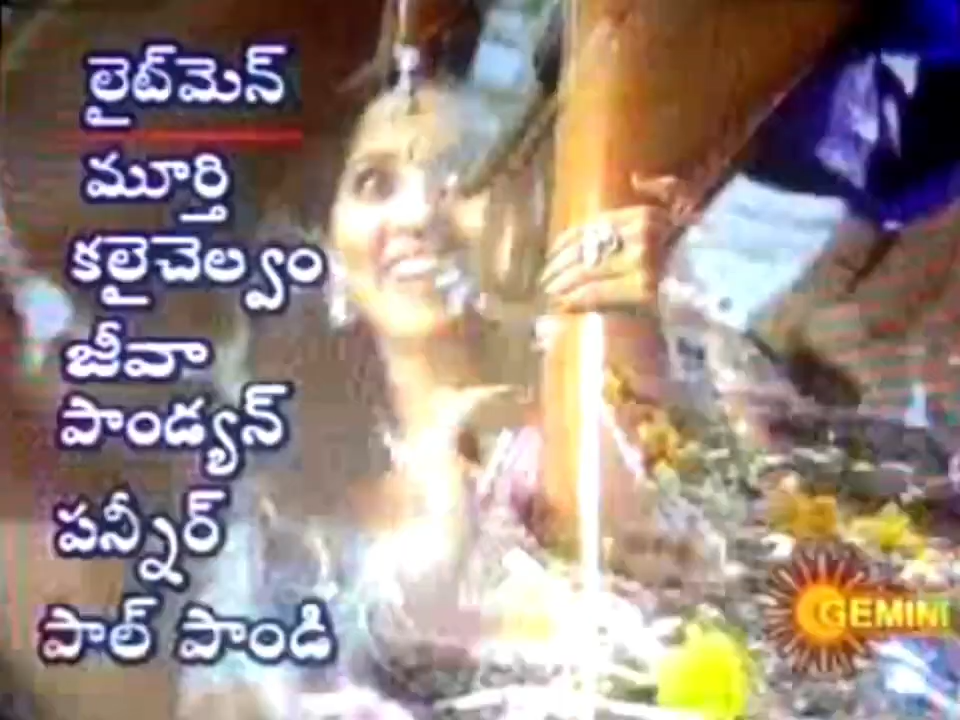 లైట్‌మెన్
మూర్తి
కలైచెల్వం
జీవా
పాండ్యన్
పన్నీర్
పాల్ పాండి
GEMINI